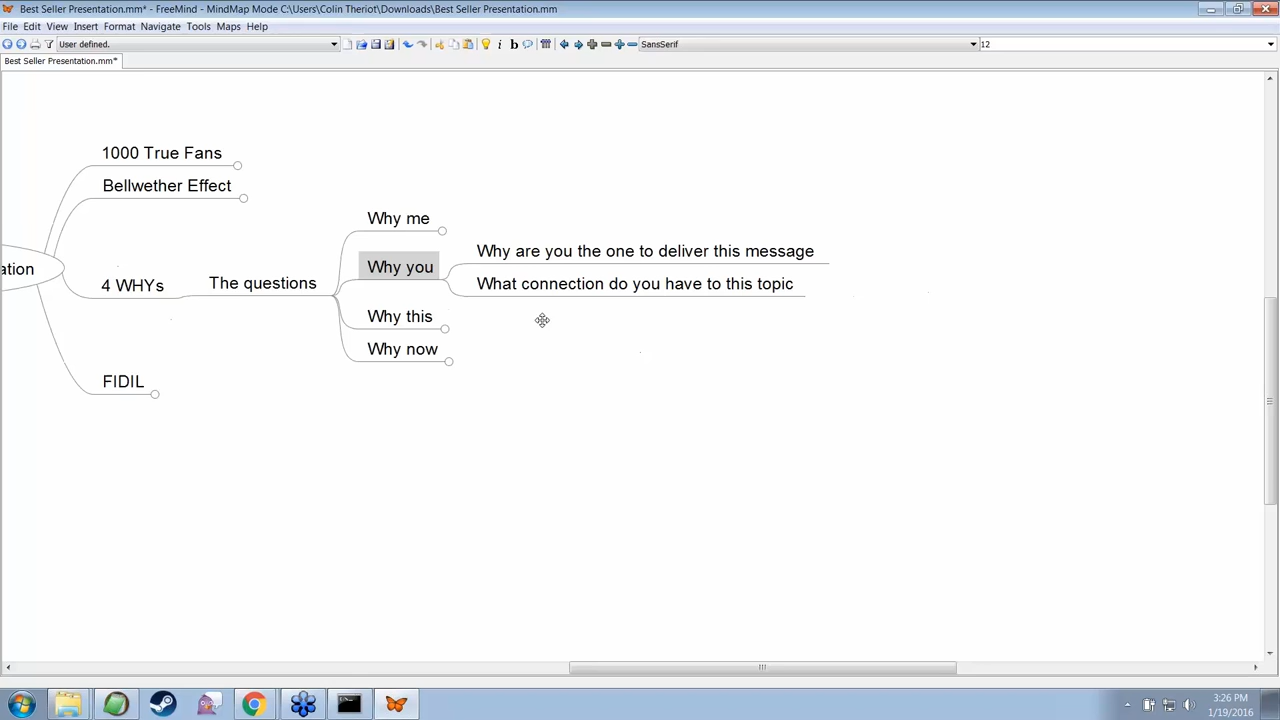 Best Seller Presentation.mm* - FreeMind - MindMap Mode C:\Users\Colin Theriot\Downloads\Best Seller Presentation.mm
File Edit View Insert Format Navigate Tools Maps Help
User defined.
SansSerif
12
Best Seller Presentation.mm*
1000 True Fans
Bellwether Effect
ation
4 WHYs
The questions
Why me
Why you
Why are you the one to deliver this message
What connection do you have to this topic
Why this
Why now
FIDIL
3:26 PM
1/19/2016